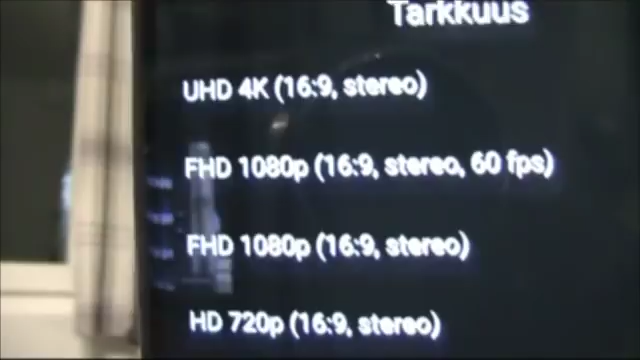 Tarkkuus
UHD 4K (16:9, stereo)
FHD 1080p (16:9, stereo, 60 fps)
FHD 1080p (16:9, stereo)
HD 720p (16:9, stereo)